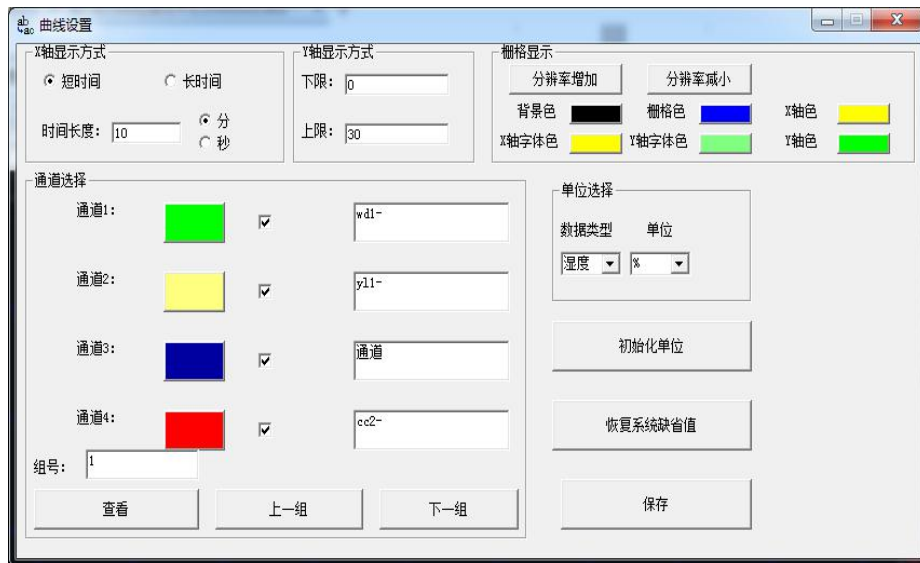 曲线设置
X轴显示方式
短时间 长时间
时间长度: 10 分
秒
Y轴显示方式
下限: 0
上限: 30
栅格显示
分辨率增加 分辨率减小
背景色 栅格色 X轴色
X轴字体色 Y轴字体色 Y轴色
通道选择
通道1: wd1-
通道2: yl1-
通道3: 通道
通道4: cc2-
组号: 1
查看 上一组 下一组
单位选择
数据类型 单位
湿度 %
初始化单位
恢复系统缺省值
保存